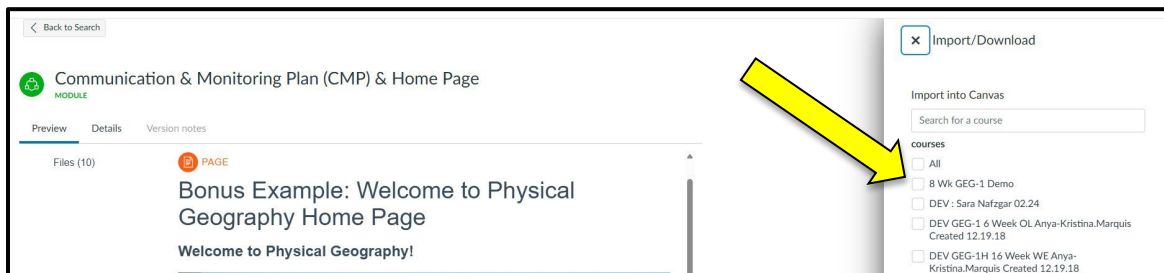 Back to Search
Communication & Monitoring Plan (CMP) & Home Page
MODULE
Preview Details Version notes
Files (10)
PAGE
Bonus Example: Welcome to Physical
Geography Home Page
Welcome to Physical Geography!
Import/Download
Import into Canvas
Search for a course
courses
All
8 Wk GEG-1 Demo
DEV : Sara Nafzgar 02.24
DEV GEG-1 6 Week OL Anya-Kristina.Marquis
Created 12.19.18
DEV GEG-1H 16 Week WE Anya-
Kristina.Marquis Created 12.19.18